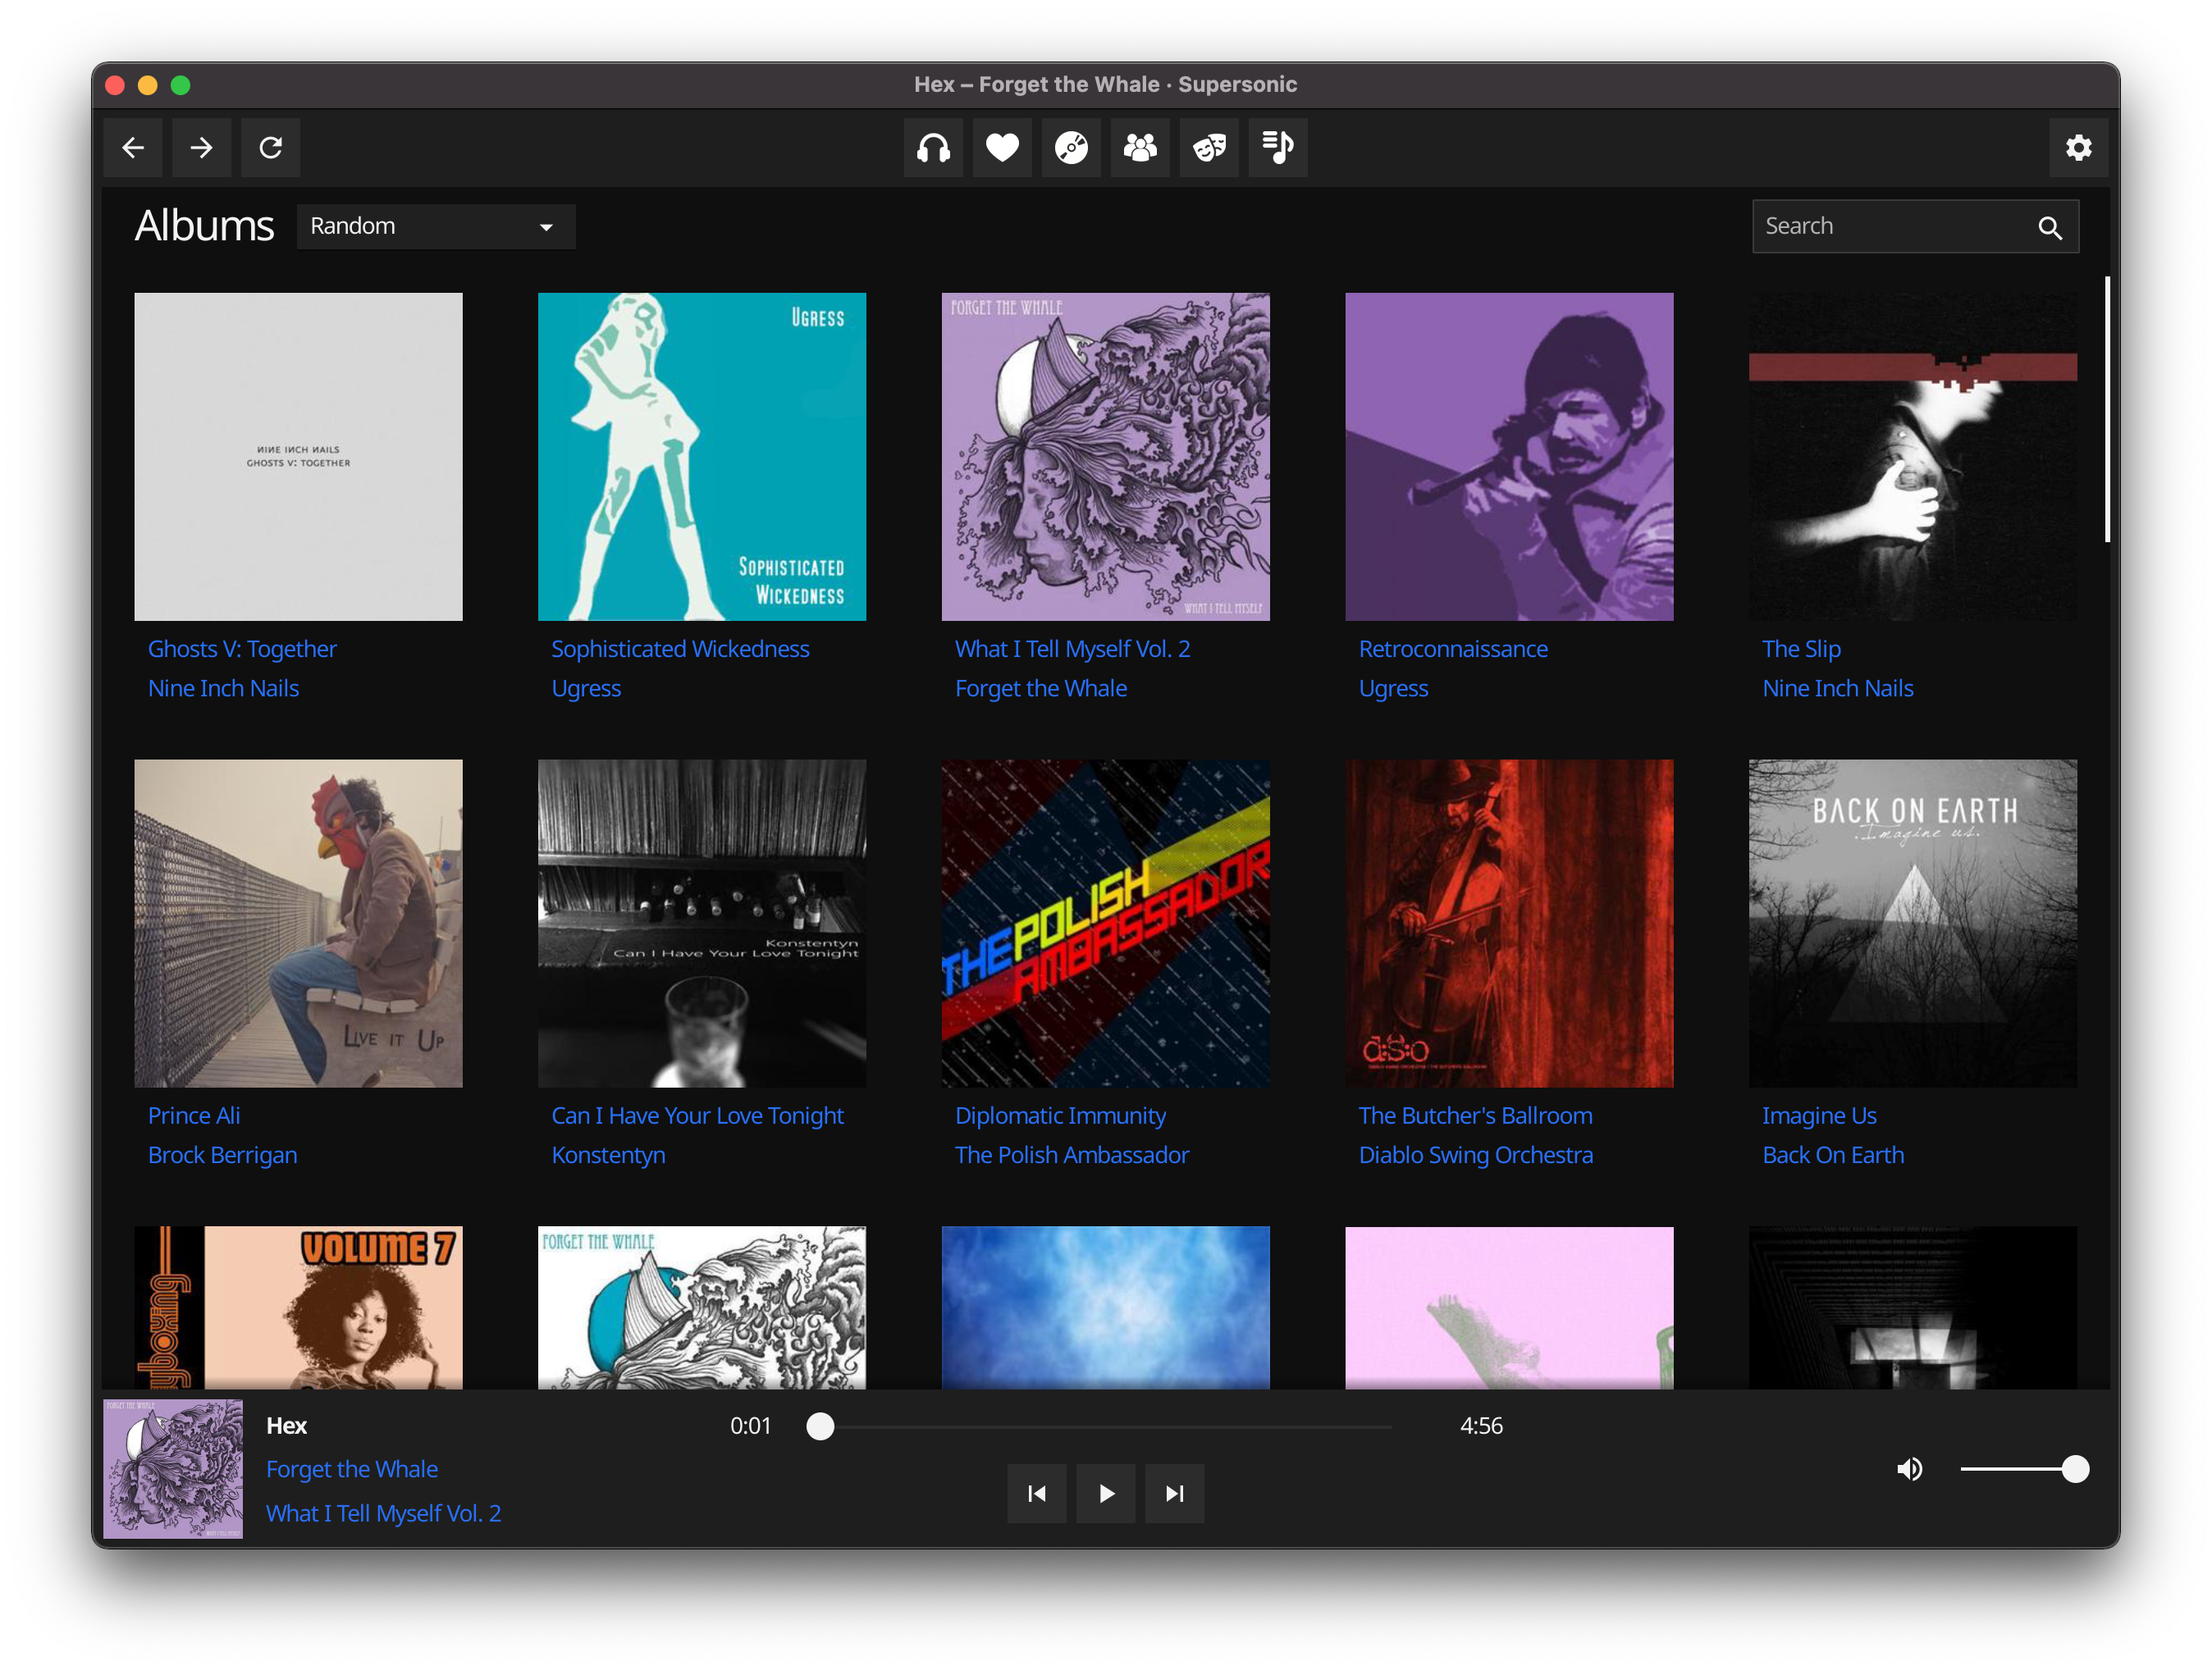 Hex – Forget the Whale · Supersonic
Albums
Random
Search
NINE INCH NAILS
GHOSTS V: TOGETHER
UGRESS
SOPHISTICATED
WICKEDNESS
FORGET THE WHALE
WHAT I TELL MYSELF
Ghosts V: Together
Nine Inch Nails
Sophisticated Wickedness
Ugress
What I Tell Myself Vol. 2
Forget the Whale
Retroconnaissance
Ugress
The Slip
Nine Inch Nails
LIVE IT UP
Konstentyn
Can I Have Your Love Tonight
THE POLISH
AMBASSADOR
d:s:o
BACK ON EARTH
.Imagine us.
Prince Ali
Brock Berrigan
Can I Have Your Love Tonight
Konstentyn
Diplomatic Immunity
The Polish Ambassador
The Butcher's Ballroom
Diablo Swing Orchestra
Imagine Us
Back On Earth
VOLUME 7
FORGET THE WHALE
Hex
Forget the Whale
What I Tell Myself Vol. 2
0:01
4:56